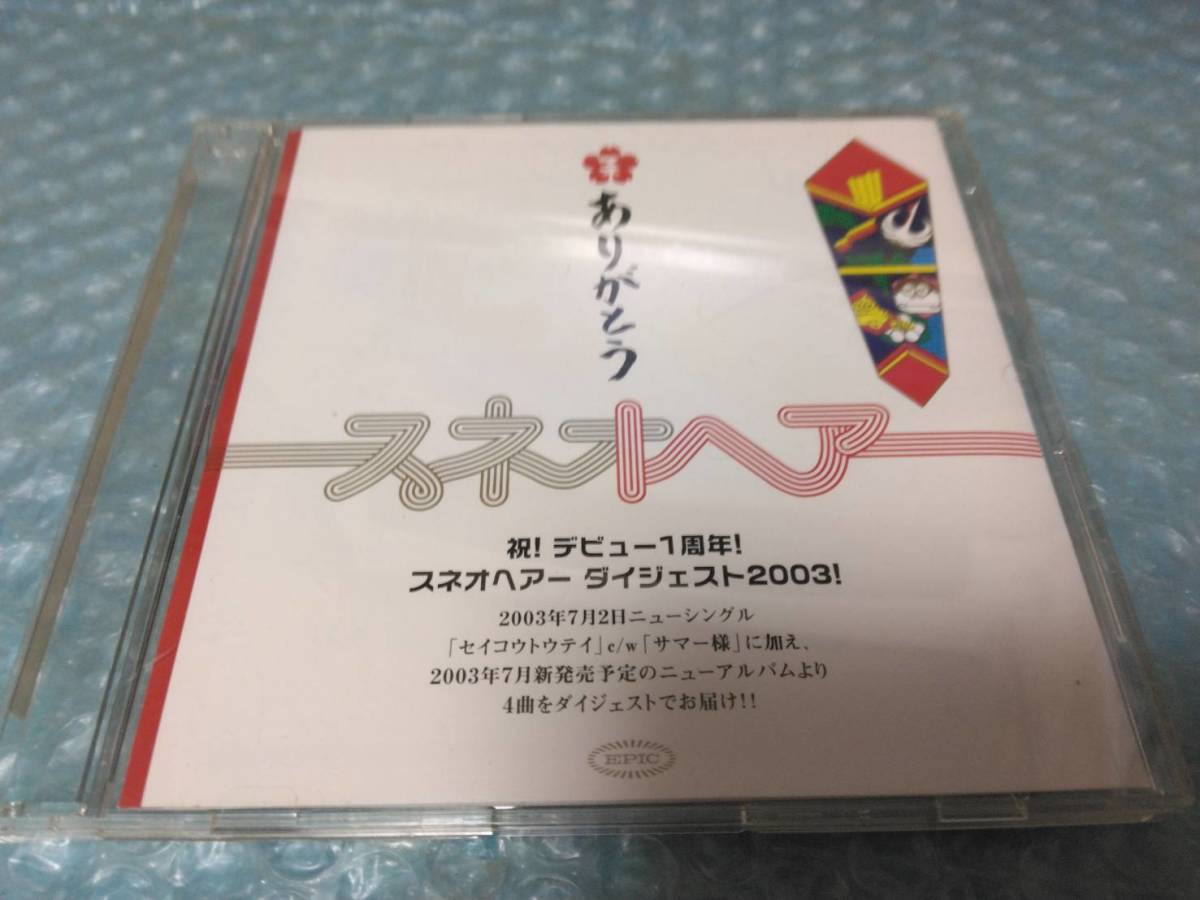 ありがとう
スネオヘアー
祝! デビュー1周年!
スネオヘアー ダイジェスト2003!
2003年7月2日ニューシングル
「セイコウトウテイ」c/w「サマー様」に加え、
2003年7月新発売予定のニューアルバムより
4曲をダイジェストでお届け!!
EPIC